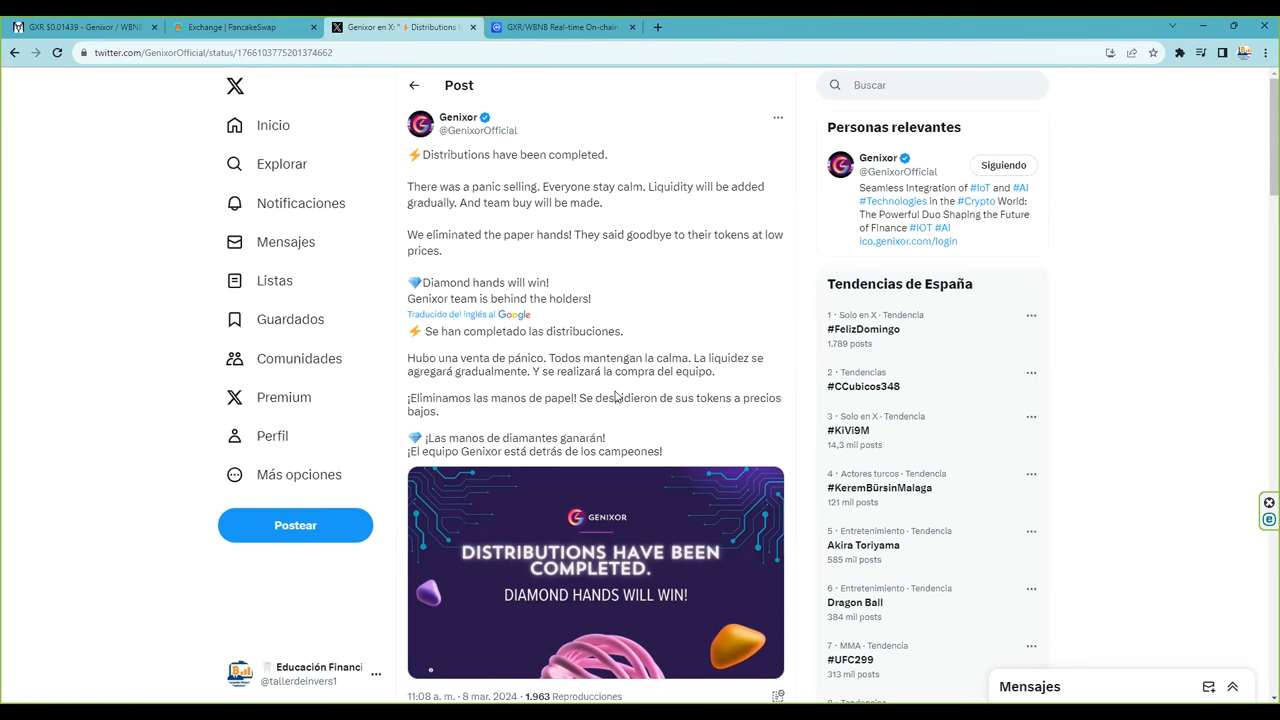 GXR $0.01439 - Genixor / WBNB
Exchange | PancakeSwap
Genixor en X: "⚡ Distributions
GXR/WBNB Real-time On-chain
twitter.com/GenixorOfficial/status/1766103775201374662
Inicio
Explorar
Notificaciones
Mensajes
Listas
Guardados
Comunidades
Premium
Perfil
Más opciones
Postear
Educación Financi
@tallerdeinvers1
Post
Genixor
@GenixorOfficial
⚡Distributions have been completed.
There was a panic selling. Everyone stay calm. Liquidity will be added
gradually. And team buy will be made.
We eliminated the paper hands! They said goodbye to their tokens at low
prices.
💎Diamond hands will win!
Genixor team is behind the holders!
Traducido del inglés al Google
⚡ Se han completado las distribuciones.
Hubo una venta de pánico. Todos mantengan la calma. La liquidez se
agregará gradualmente. Y se realizará la compra del equipo.
¡Eliminamos las manos de papel! Se despidieron de sus tokens a precios
bajos.
💎 ¡Las manos de diamantes ganarán!
¡El equipo Genixor está detrás de los campeones!
GENIXOR
DISTRIBUTIONS HAVE BEEN
COMPLETED.
DIAMOND HANDS WILL WIN!
11:08 a. m. · 8 mar. 2024 · 1.963 Reproducciones
Buscar
Personas relevantes
Genixor
@GenixorOfficial
Siguiendo
Seamless Integration of #IoT and #AI
#Technologies in the #Crypto World:
The Powerful Duo Shaping the Future
of Finance #IOT #AI
ico.genixor.com/login
Tendencias de España
1 · Solo en X · Tendencia
#FelizDomingo
1.789 posts
2 · Tendencias
#CCubicos348
3 · Solo en X · Tendencia
#KiVi9M
14,3 mil posts
4 · Actores turcos · Tendencia
#KeremBürsinMalaga
121 mil posts
5 · Entretenimiento · Tendencia
Akira Toriyama
585 mil posts
6 · Entretenimiento · Tendencia
Dragon Ball
384 mil posts
7 · MMA · Tendencia
#UFC299
313 mil posts
Mensajes